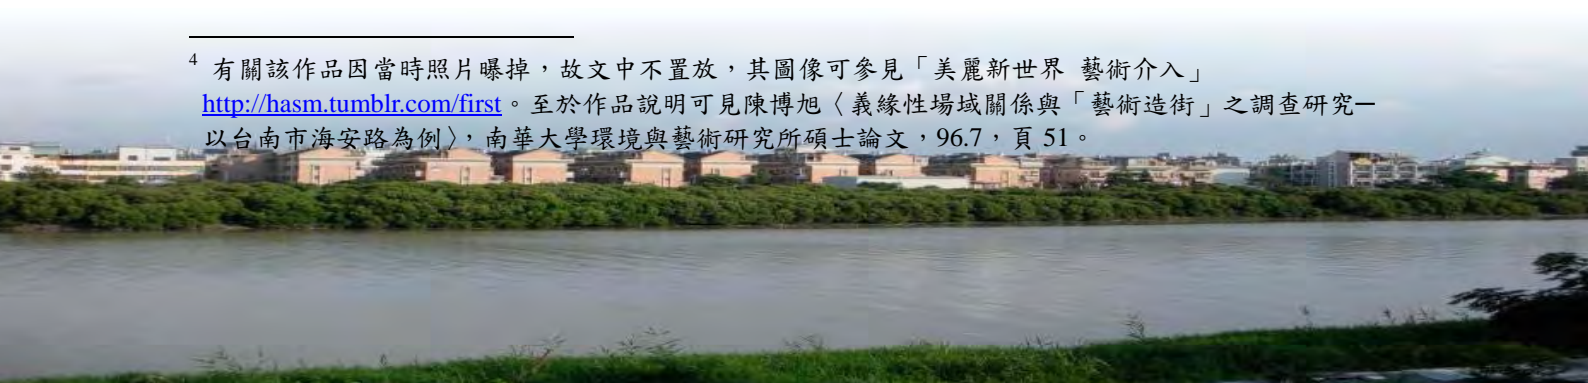 4 有關該作品因當時照片曝掉,故文中不置放,其圖像可參見「美麗新世界 藝術介入」
http://hasm.tumblr.com/first。至於作品說明可見陳博旭〈義緣性場域關係與「藝術造街」之調查研究─
以台南市海安路為例〉,南華大學環境與藝術研究所碩士論文,96.7,頁 51。